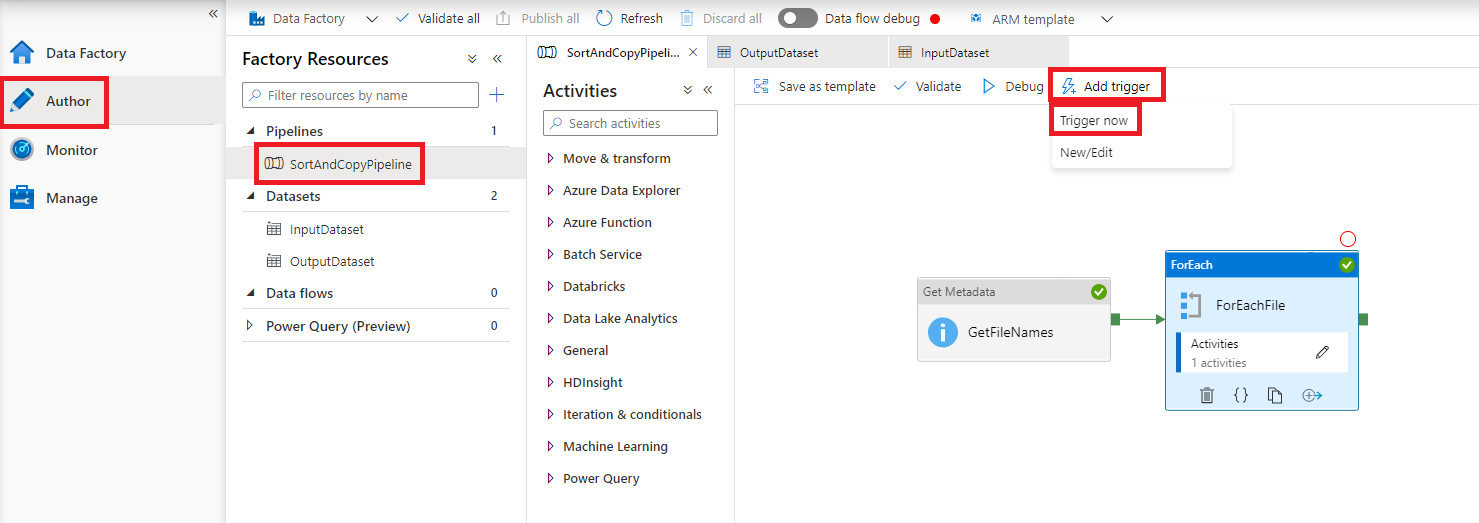 Data Factory
Author
Monitor
Manage
Data Factory
Validate all
Publish all
Refresh
Discard all
Data flow debug
ARM template
Factory Resources
Filter resources by name
Pipelines 1
SortAndCopyPipeline
Datasets 2
InputDataset
OutputDataset
Data flows 0
Power Query (Preview) 0
SortAndCopyPipeli...
OutputDataset
InputDataset
Activities
Search activities
Move & transform
Azure Data Explorer
Azure Function
Batch Service
Databricks
Data Lake Analytics
General
HDInsight
Iteration & conditionals
Machine Learning
Power Query
Save as template
Validate
Debug
Add trigger
Trigger now
New/Edit
Get Metadata
GetFileNames
ForEach
ForEachFile
Activities
1 activities